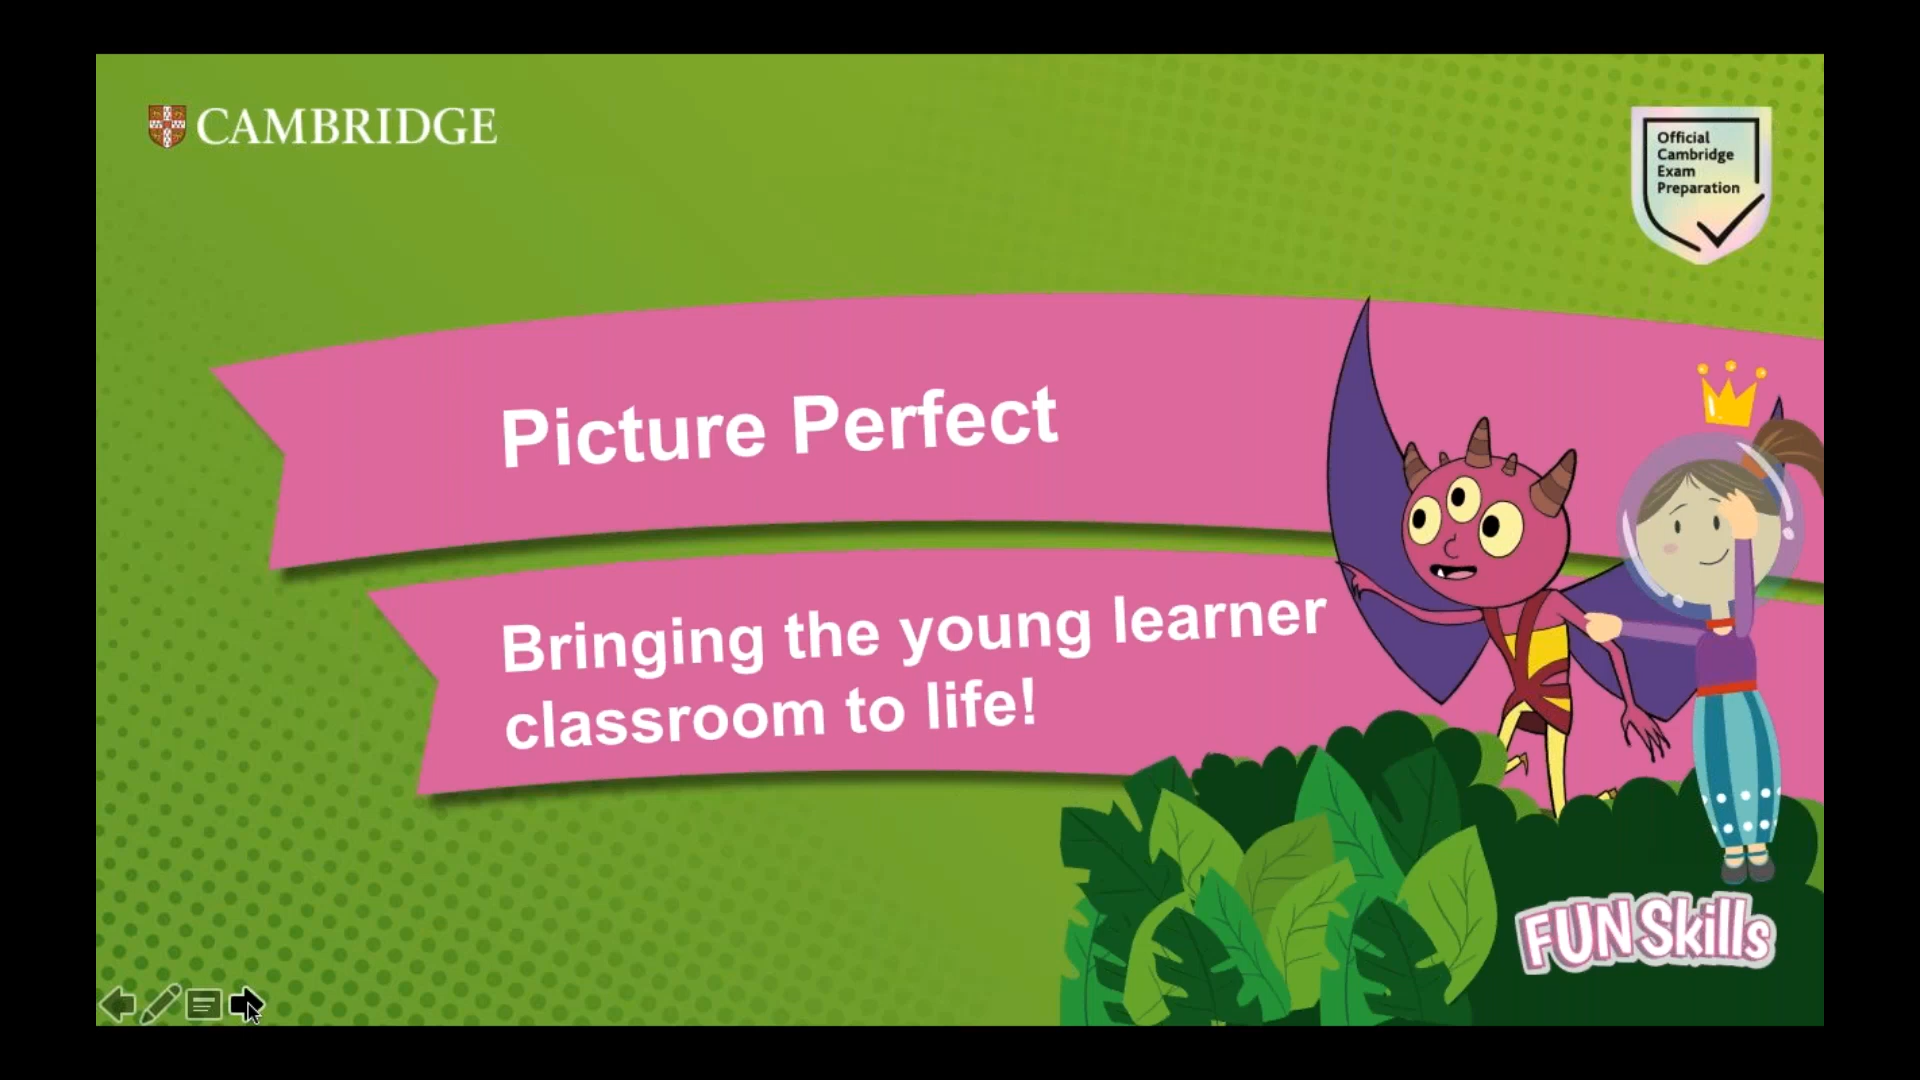 CAMBRIDGE
Official
Cambridge
Exam
Preparation
Picture Perfect
Bringing the young learner
classroom to life!
FUN Skills